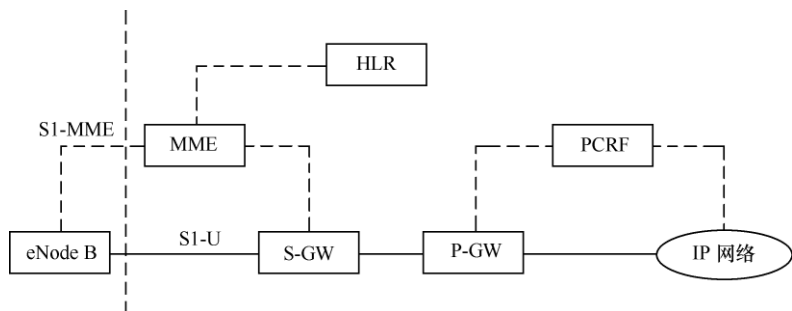 HLR
S1-MME
MME
PCRF
eNode B
S1-U
S-GW
P-GW
IP 网络